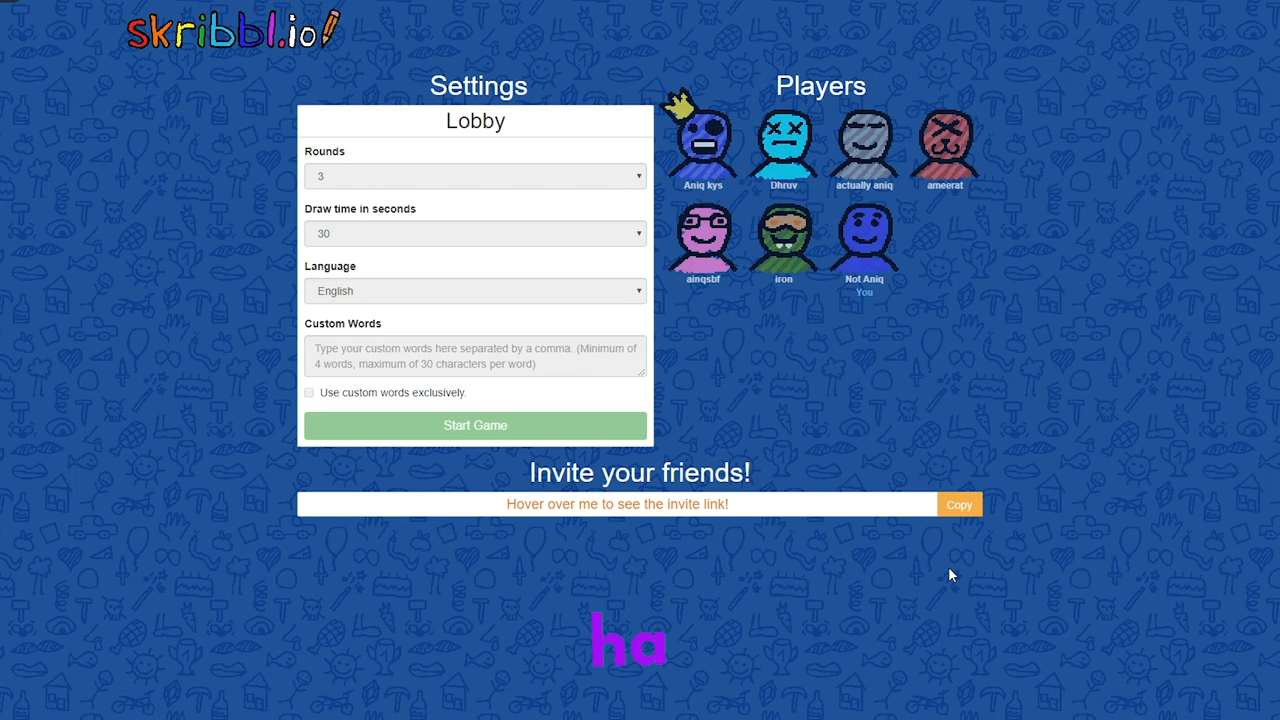 skribbl.io
Settings
Lobby
Rounds
3
Draw time in seconds
30
Language
English
Custom Words
Type your custom words here separated by a comma. (Minimum of
4 words, maximum of 30 characters per word)
Use custom words exclusively.
Start Game
Players
Aniq kys
Dhruv
actually aniq
ameerat
ainqsbf
iron
Not Aniq
You
Invite your friends!
Hover over me to see the invite link!
Copy
ha